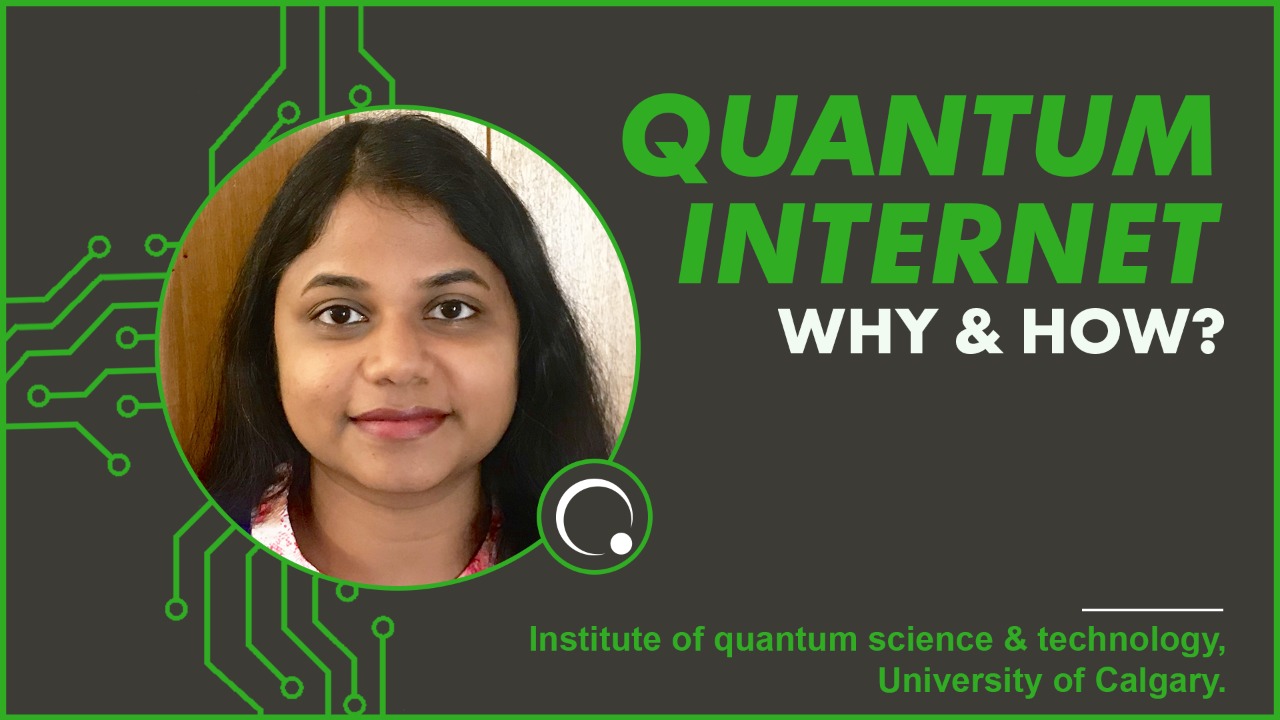 QUANTUM
INTERNET
WHY & HOW?
Institute of quantum science & technology,
University of Calgary.